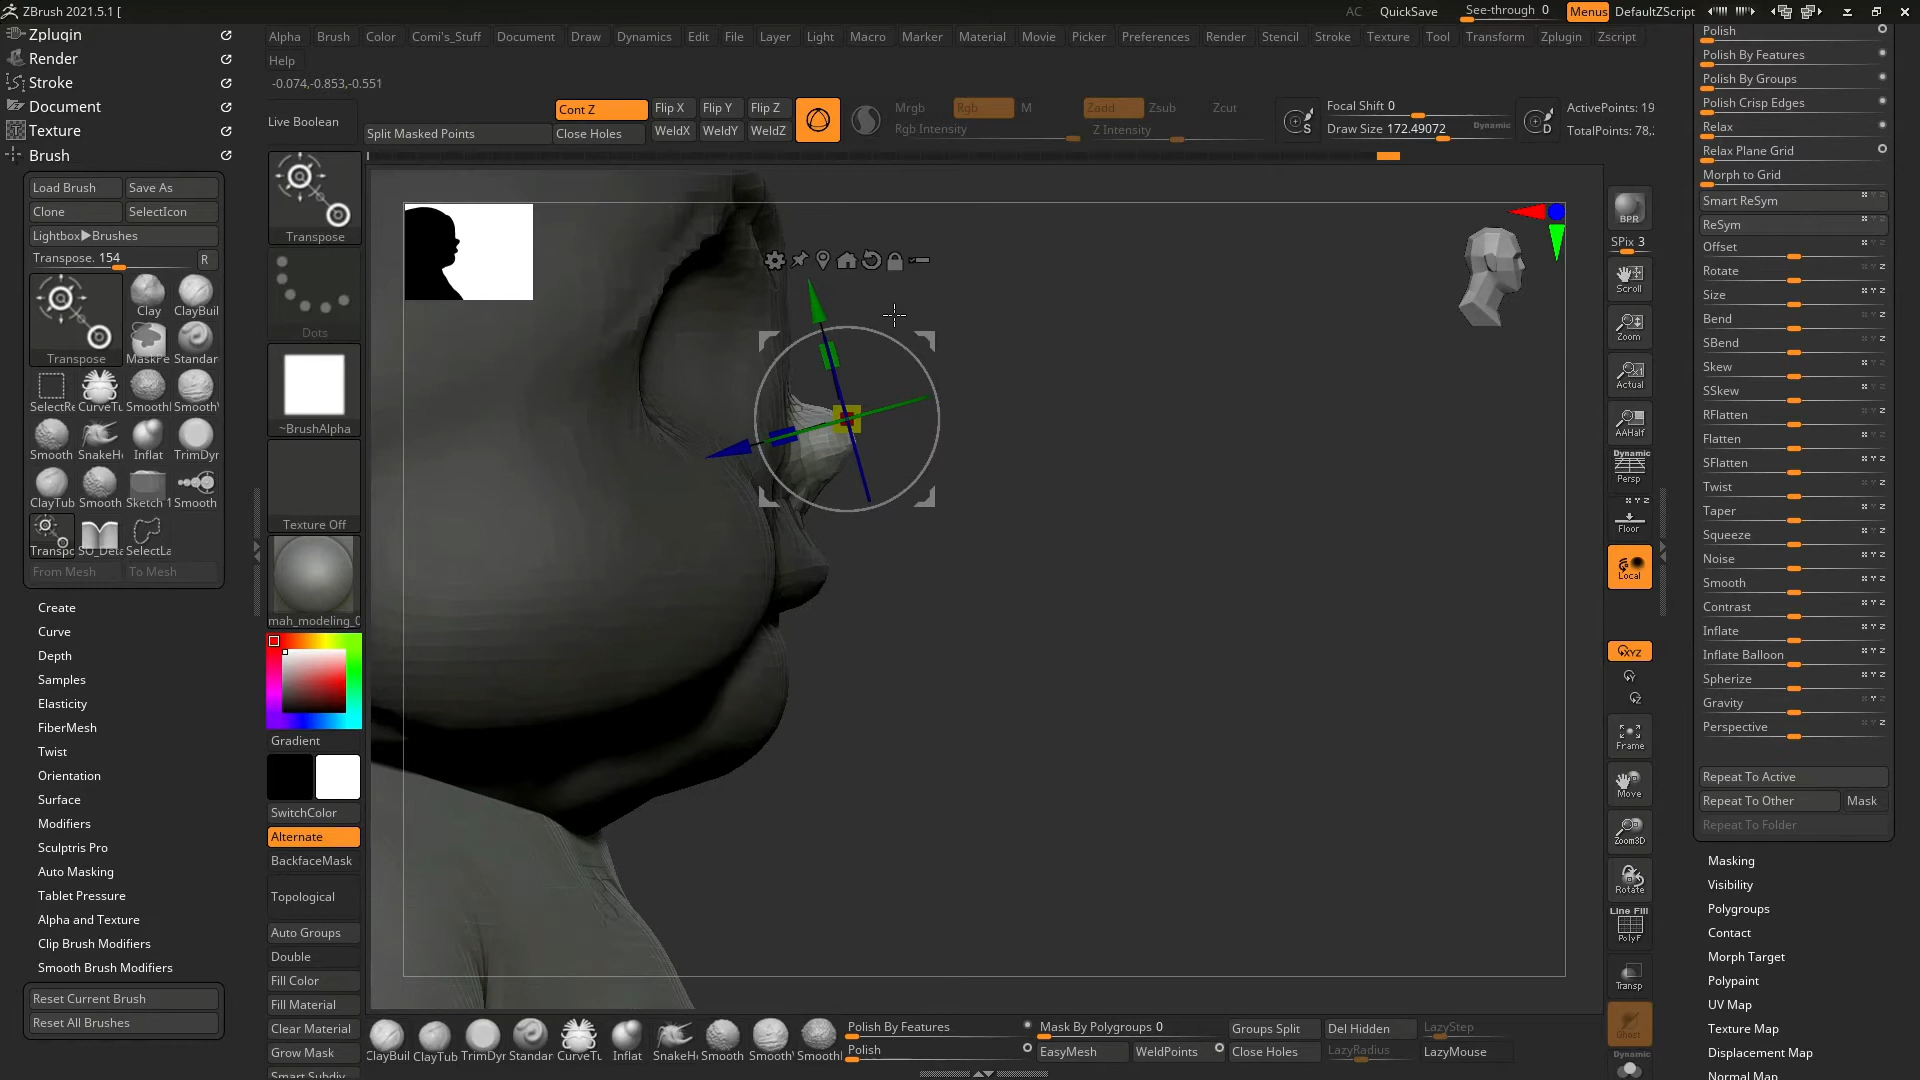 ZBrush 2021.5.1 [
AC QuickSave See-through 0 Menus DefaultZScript
Alpha Brush Color Comi's_Stuff Document Draw Dynamics Edit File Layer Light Macro Marker Material Movie Picker Preferences Render Stencil Stroke Texture Tool Transform Zplugin Zscript
Help
-0.074,-0.853,-0.551
Zplugin
Render
Stroke
Document
Texture
Brush
Load Brush Save As
Clone SelectIcon
Lightbox▶Brushes
Transpose. 154 R
Clay ClayBuil
Transpose MaskPe Standar
SelectRe CurveTu SmoothI Smooth
Smooth SnakeHo Inflat TrimDyr
ClayTub Smooth Sketch 1 Smooth
Transpo SelectLa
From Mesh To Mesh
Create
Curve
Depth
Samples
Elasticity
FiberMesh
Twist
Orientation
Surface
Modifiers
Sculptris Pro
Auto Masking
Tablet Pressure
Alpha and Texture
Clip Brush Modifiers
Smooth Brush Modifiers
Reset Current Brush
Reset All Brushes
Live Boolean
Split Masked Points
Cont Z
Close Holes
Flip X Flip Y Flip Z
WeldX WeldY WeldZ
Mrgb Rgb M
Rgb Intensity
Zadd Zsub Zcut
Z Intensity
S
Focal Shift 0
Draw Size 172.49072 Dynamic
D
ActivePoints: 19
TotalPoints: 78,
Transpose
Dots
~BrushAlpha
Texture Off
mah_modeling_0
Gradient
SwitchColor
Alternate
BackfaceMask
Topological
Auto Groups
Double
Fill Color
Fill Material
Clear Material
Grow Mask
Smart Subdiv
BPR
SPix 3
Scroll
Zoom
Actual
AAHalf
Dynamic
Persp
X Y Z
Floor
Local
XYZ
Y
Z
Frame
Move
Zoom3D
Rotate
Line Fill
PolyF
Transp
Ghost
Dynamic
Polish
Polish By Features
Polish By Groups
Polish Crisp Edges
Relax
Relax Plane Grid
Morph to Grid
Smart ReSym
ReSym
Offset
Rotate
Size
Bend
SBend
Skew
SSkew
RFlatten
Flatten
SFlatten
Twist
Taper
Squeeze
Noise
Smooth
Contrast
Inflate
Inflate Balloon
Spherize
Gravity
Perspective
Repeat To Active
Repeat To Other Mask
Repeat To Folder
Masking
Visibility
Polygroups
Contact
Morph Target
Polypaint
UV Map
Texture Map
Displacement Map
Normal Map
ClayBuil ClayTub TrimDyr Standar CurveTu Inflat SnakeHo Smooth Smooth SmoothI
Polish By Features Mask By Polygroups 0 Groups Split Del Hidden LazyStep
Polish EasyMesh WeldPoints Close Holes LazyRadius LazyMouse